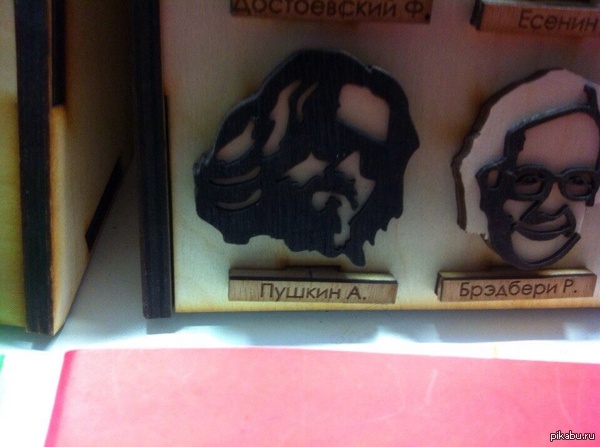 Достоевский Ф.
Есенин
Пушкин А.
Брэдбери Р.
pikabu.ru